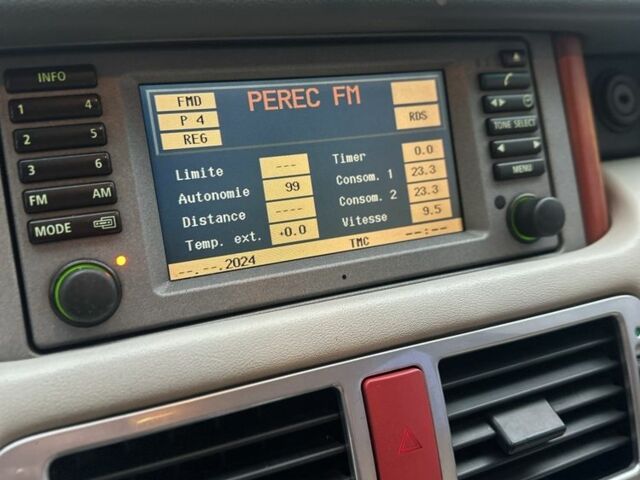 INFO
1 4
2 5
3 6
FM AM
MODE
FMD
P 4
REG
PEREC FM
RDS
Limite ---
Autonomie 99
Distance ----
Temp. ext. +0.0
Timer 0.0
Consom. 1 23.3
Consom. 2 23.3
Vitesse 9.5
--.--.2024 TMC --:--
TONE SELECT
MENU